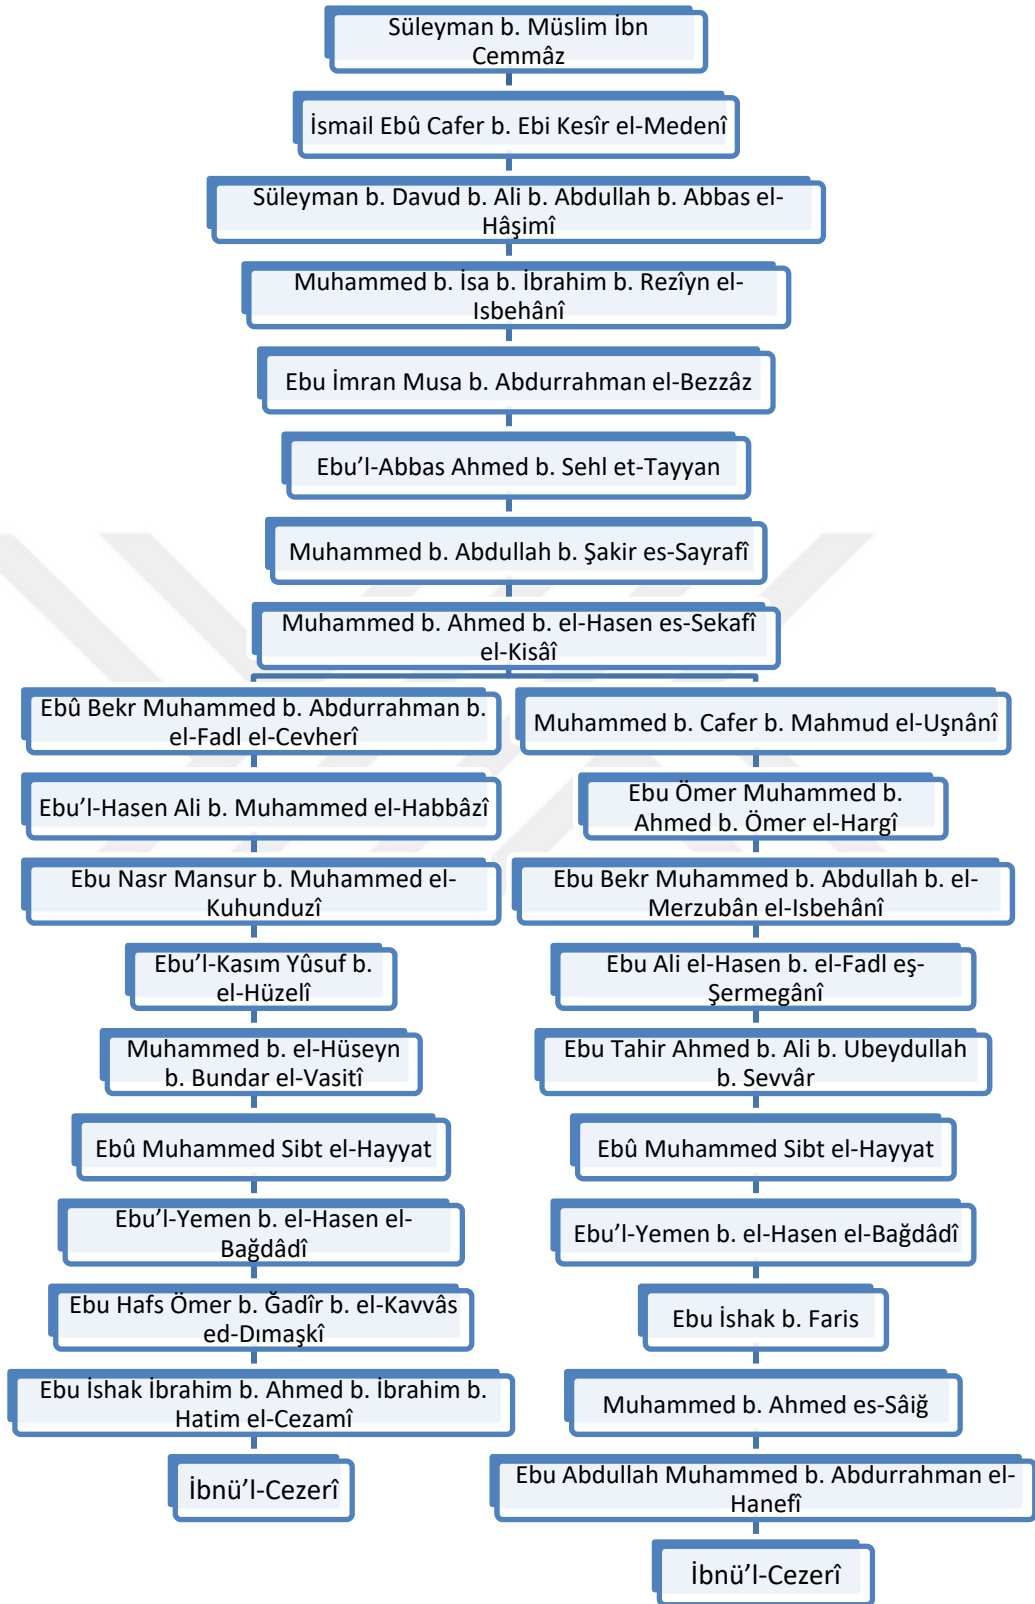 Süleyman b. Müslim İbn
Cemmâz
İsmail Ebû Cafer b. Ebi Kesîr el-Medenî
Süleyman b. Davud b. Ali b. Abdullah b. Abbas el-
Hâşimî
Muhammed b. İsa b. İbrahim b. Rezîyn el-
Isbehânî
Ebu İmran Musa b. Abdurrahman el-Bezzâz
Ebu’l-Abbas Ahmed b. Sehl et-Tayyan
Muhammed b. Abdullah b. Şakir es-Sayrafî
Muhammed b. Ahmed b. el-Hasen es-Sekafî
el-Kisâî
Ebû Bekr Muhammed b. Abdurrahman b.
el-Fadl el-Cevherî
Ebu’l-Hasen Ali b. Muhammed el-Habbâzî
Ebu Nasr Mansur b. Muhammed el-
Kuhunduzî
Ebu’l-Kasım Yûsuf b.
el-Hüzelî
Muhammed b. el-Hüseyn
b. Bundar el-Vasitî
Ebû Muhammed Sibt el-Hayyat
Ebu’l-Yemen b. el-Hasen el-
Bağdâdî
Ebu Hafs Ömer b. Ğadîr b. el-Kavvâs
ed-Dımaşkî
Ebu İshak İbrahim b. Ahmed b. İbrahim b.
Hatim el-Cezamî
İbnü’l-Cezerî
Muhammed b. Cafer b. Mahmud el-Uşnânî
Ebu Ömer Muhammed b.
Ahmed b. Ömer el-Hargî
Ebu Bekr Muhammed b. Abdullah b. el-
Merzubân el-Isbehânî
Ebu Ali el-Hasen b. el-Fadl eş-
Şermegânî
Ebu Tahir Ahmed b. Ali b. Ubeydullah
b. Sevvâr
Ebû Muhammed Sibt el-Hayyat
Ebu’l-Yemen b. el-Hasen el-Bağdâdî
Ebu İshak b. Faris
Muhammed b. Ahmed es-Sâiğ
Ebu Abdullah Muhammed b. Abdurrahman el-
Hanefî
İbnü’l-Cezerî